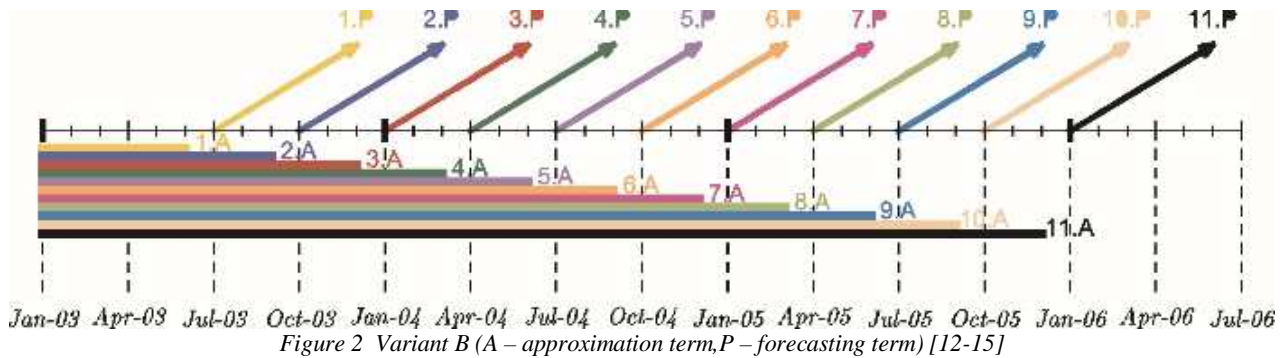 1.P 2.P 3.P 4.P 5.P 6.P 7.P 8.P 9.P 10.P 11.P
1.A
2.A
3.A
4.A
5.A
6.A
7.A
8.A
9.A
10.A
11.A
Jan-03 Apr-03 Jul-03 Oct-03 Jan-04 Apr-04 Jul-04 Oct-04 Jan-05 Apr-05 Jul-05 Oct-05 Jan-06 Apr-06 Jul-06
Figure 2 Variant B (A – approximation term,P – forecasting term) [12-15]